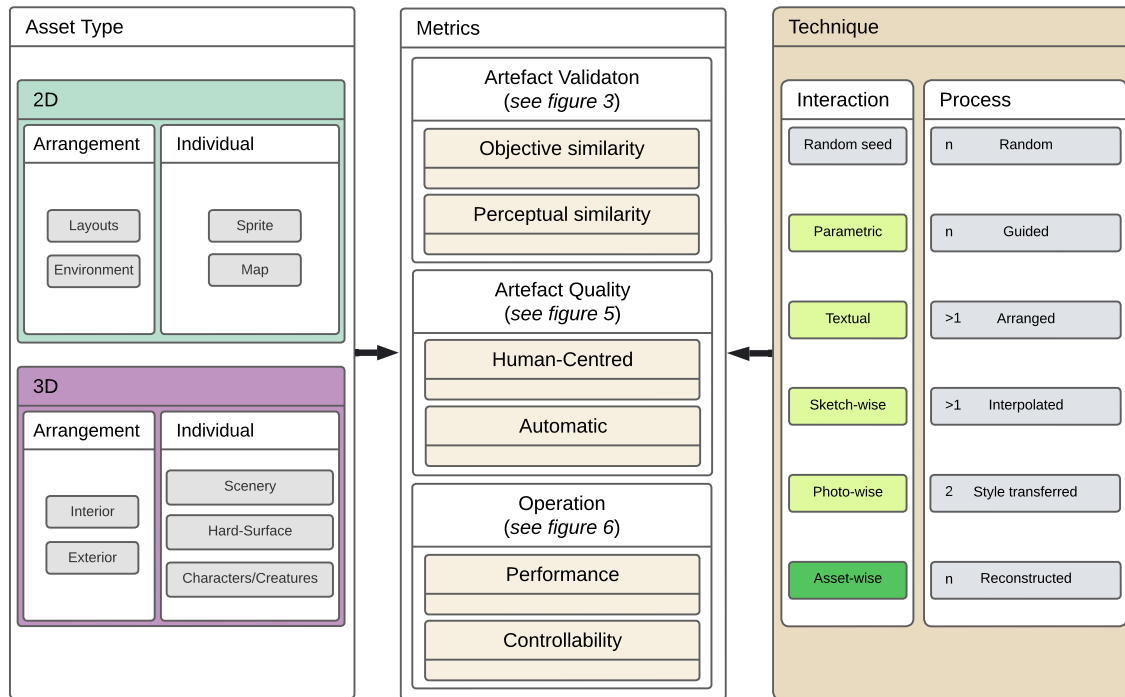 Asset Type
2D
Arrangement
Individual
Layouts
Environment
Sprite
Map
3D
Arrangement
Individual
Interior
Exterior
Scenery
Hard-Surface
Characters/Creatures
Metrics
Artefact Validaton
(see figure 3)
Objective similarity
Perceptual similarity
Artefact Quality
(see figure 5)
Human-Centred
Automatic
Operation
(see figure 6)
Performance
Controllability
Technique
Interaction
Random seed
Parametric
Textual
Sketch-wise
Photo-wise
Asset-wise
Process
n Random
n Guided
>1 Arranged
>1 Interpolated
2 Style transferred
n Reconstructed